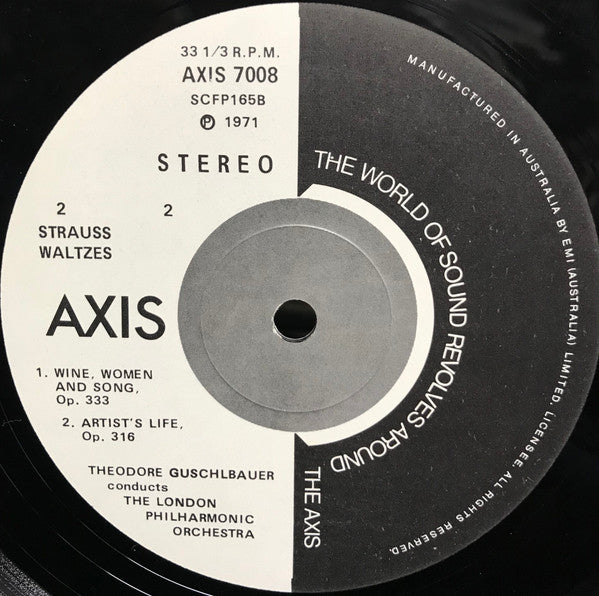 33 1/3 R.P.M.
AXIS 7008
SCFP165B
Ⓟ 1971
STEREO
2 2
STRAUSS
WALTZES
AXIS
1. WINE, WOMEN
AND SONG,
Op. 333
2. ARTIST'S LIFE,
Op. 316
THEODORE GUSCHLBAUER
conducts
THE LONDON
PHILHARMONIC
ORCHESTRA
THE WORLD OF SOUND REVOLVES AROUND
THE AXIS
MANUFACTURED IN AUSTRALIA BY EMI (AUSTRALIA) LIMITED. LICENSEE. ALL RIGHTS RESERVED.